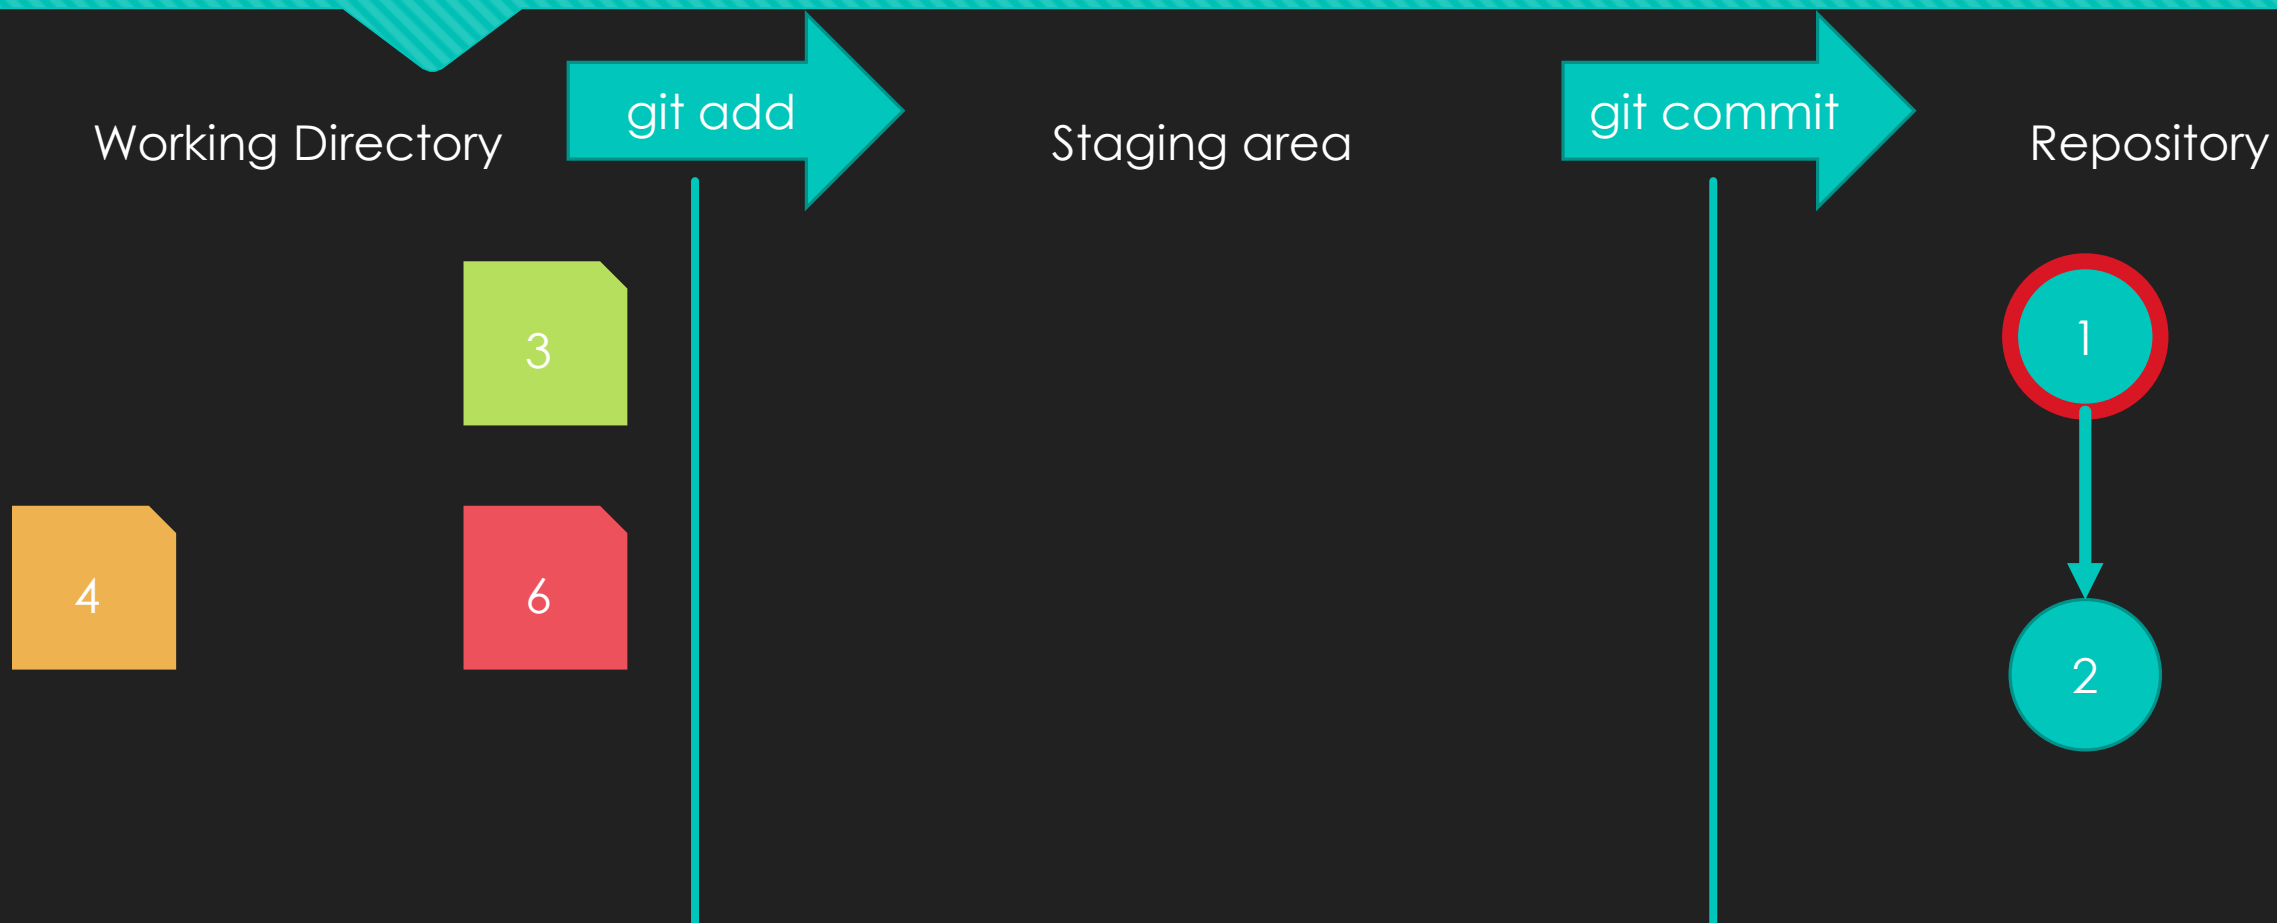 Working Directory
git add
Staging area
git commit
Repository
3
4
6
1
2